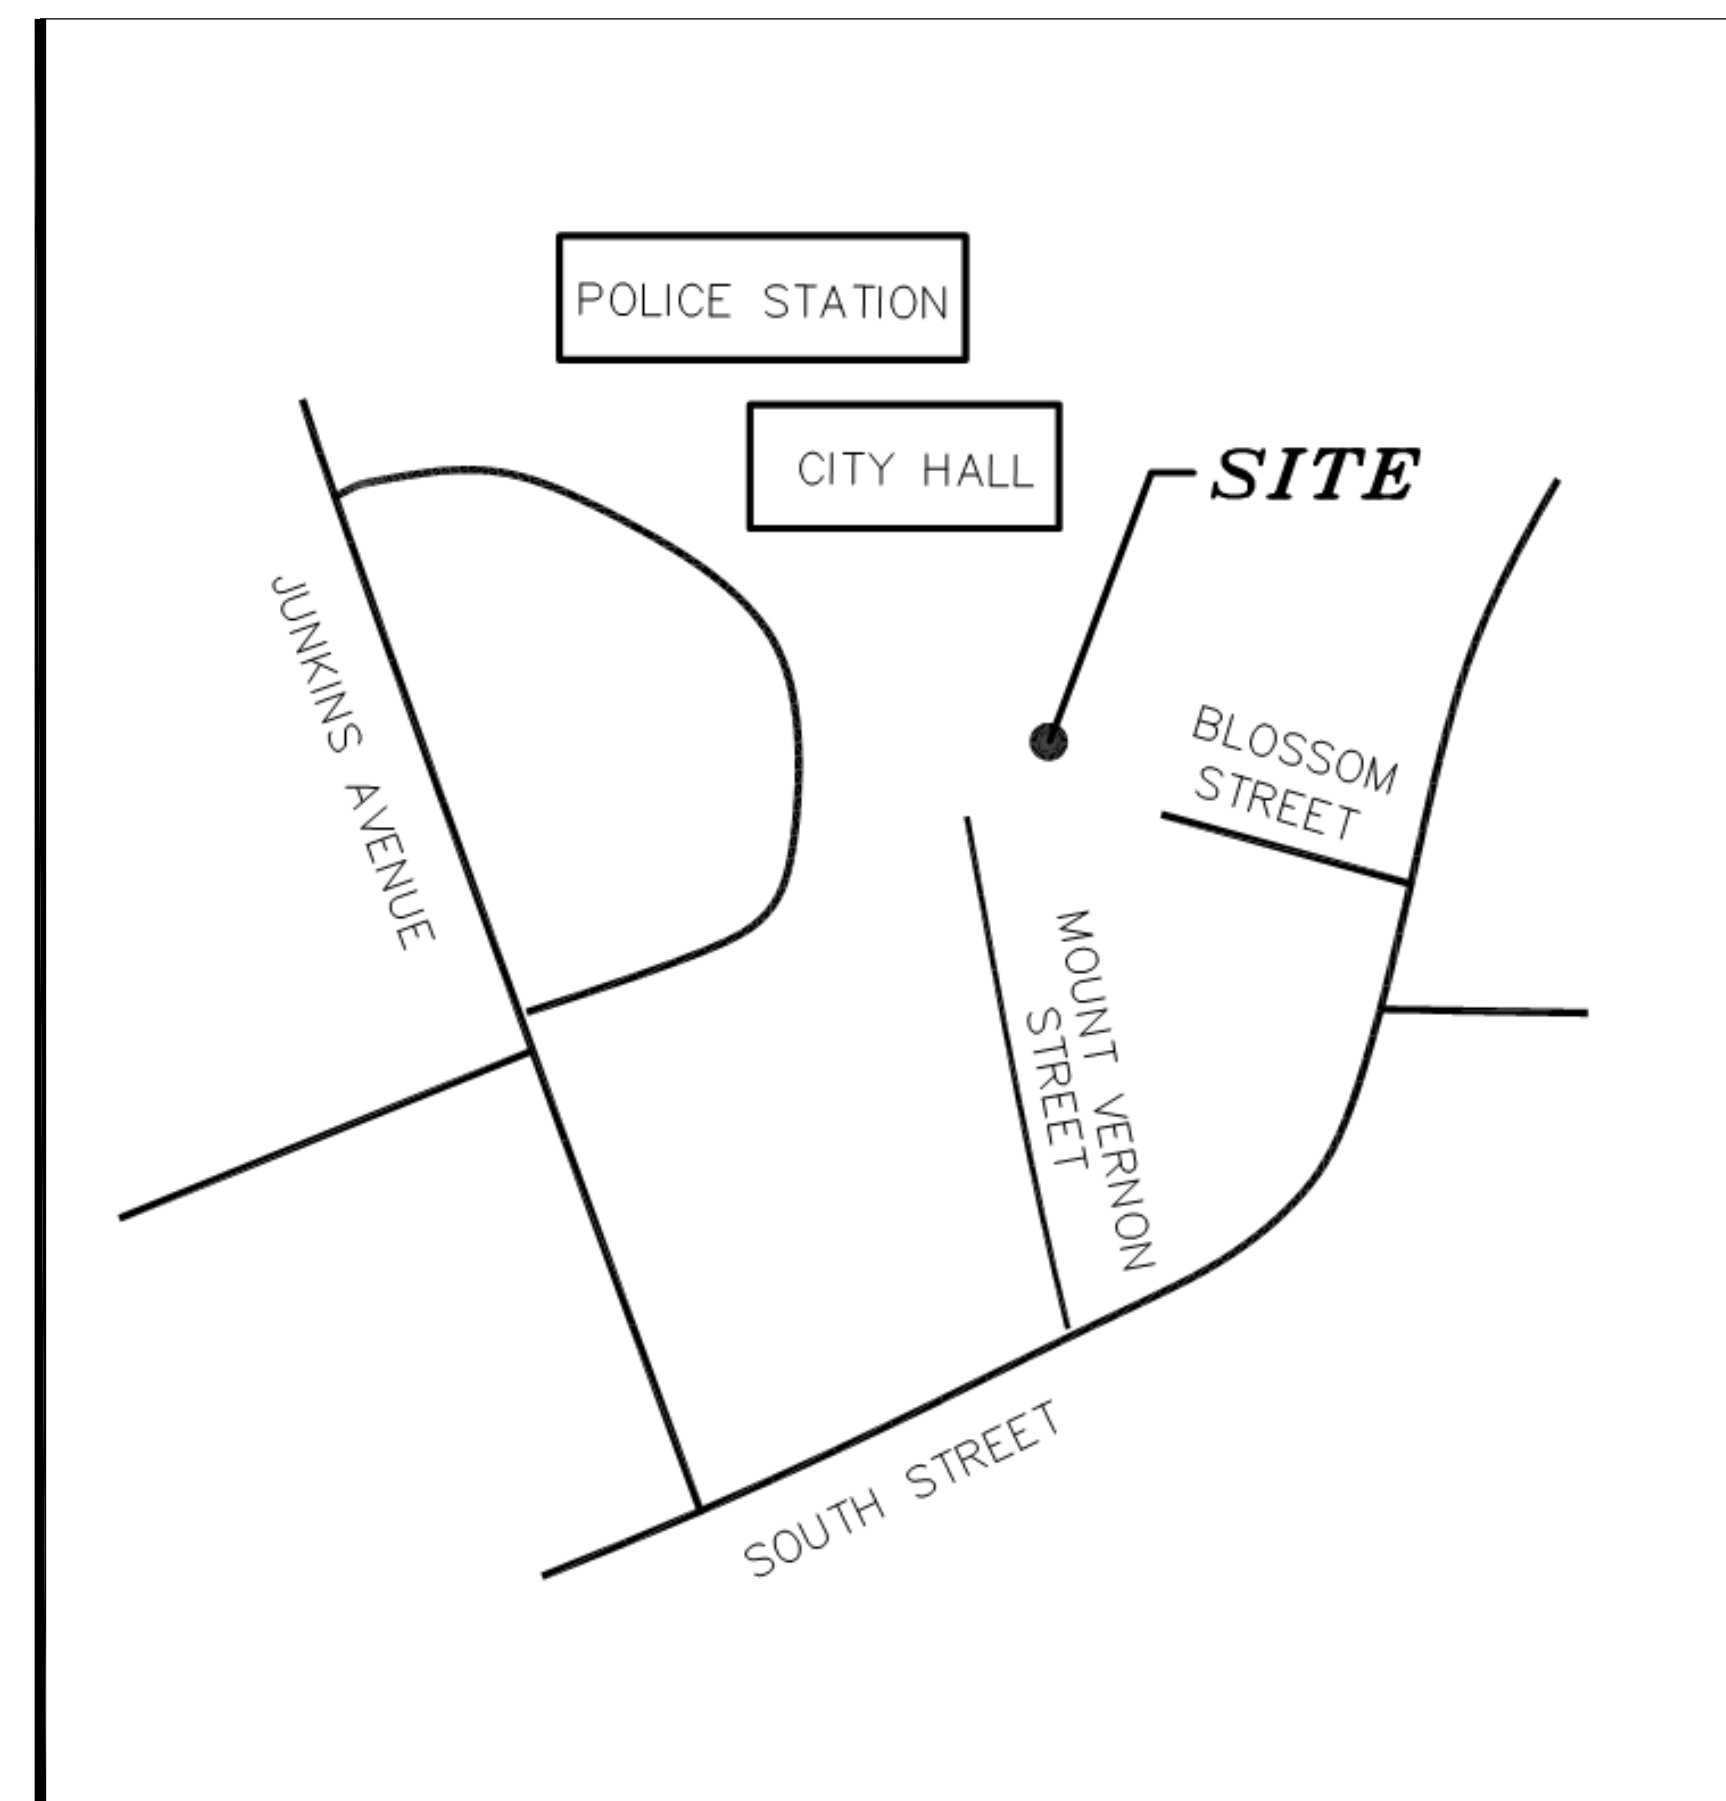 POLICE STATION
CITY HALL
SITE
JUNKINS AVENUE
BLOSSOM
STREET
MOUNT VERNON
STREET
SOUTH STREET